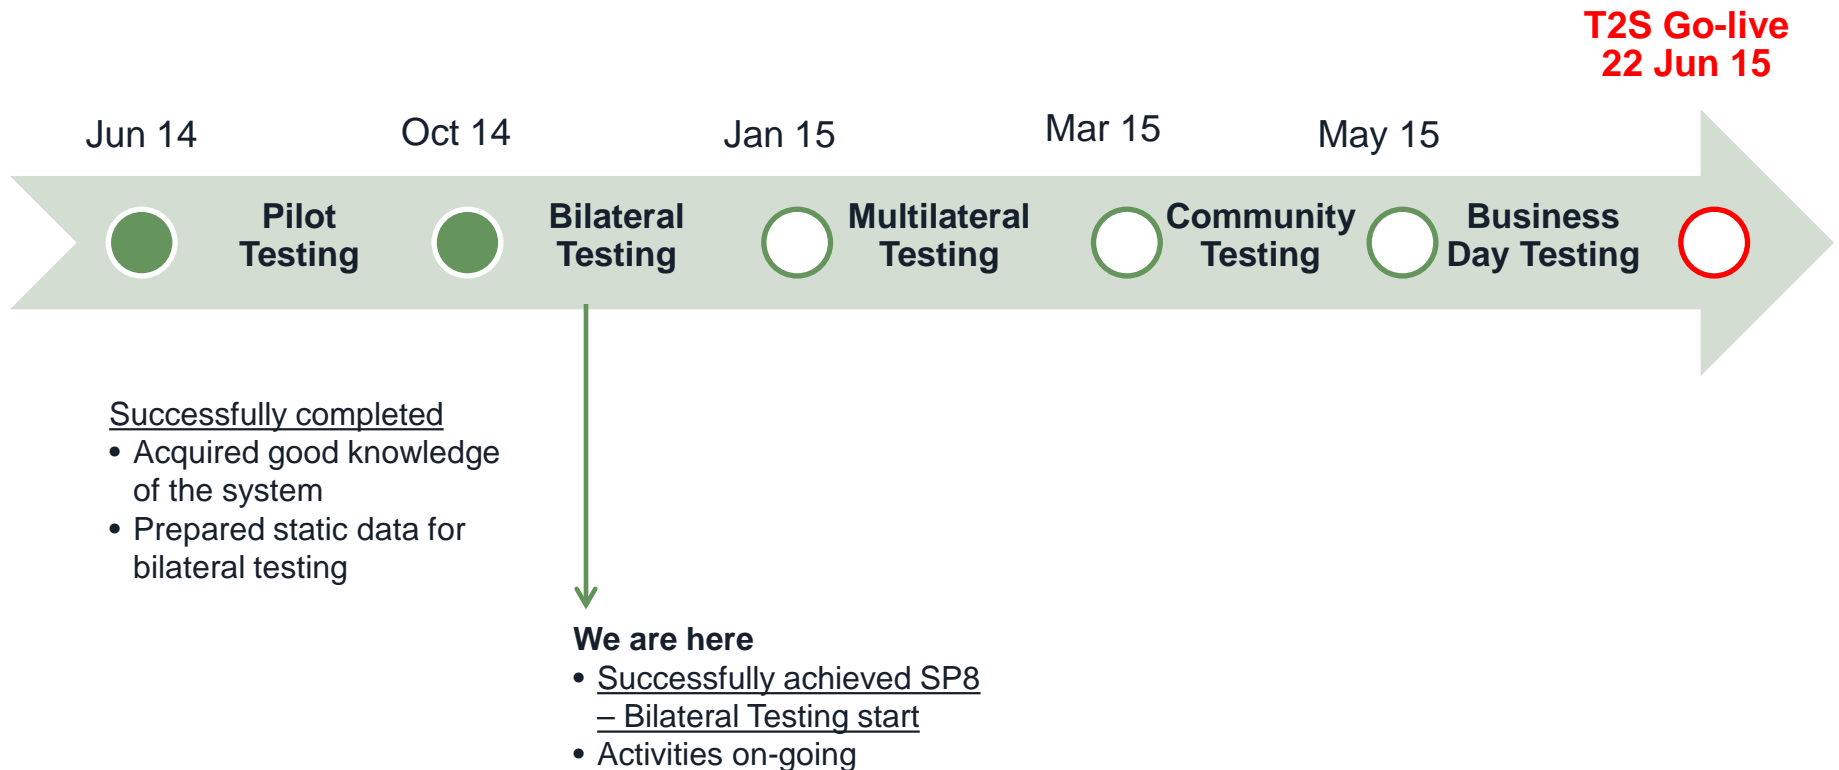 T2S Go-live
22 Jun 15
Jun 14
Oct 14
Jan 15
Mar 15
May 15
Pilot
Testing
Bilateral
Testing
Multilateral
Testing
Community
Testing
Business
Day Testing
Successfully completed
• Acquired good knowledge
of the system
• Prepared static data for
bilateral testing
We are here
• Successfully achieved SP8
– Bilateral Testing start
• Activities on-going